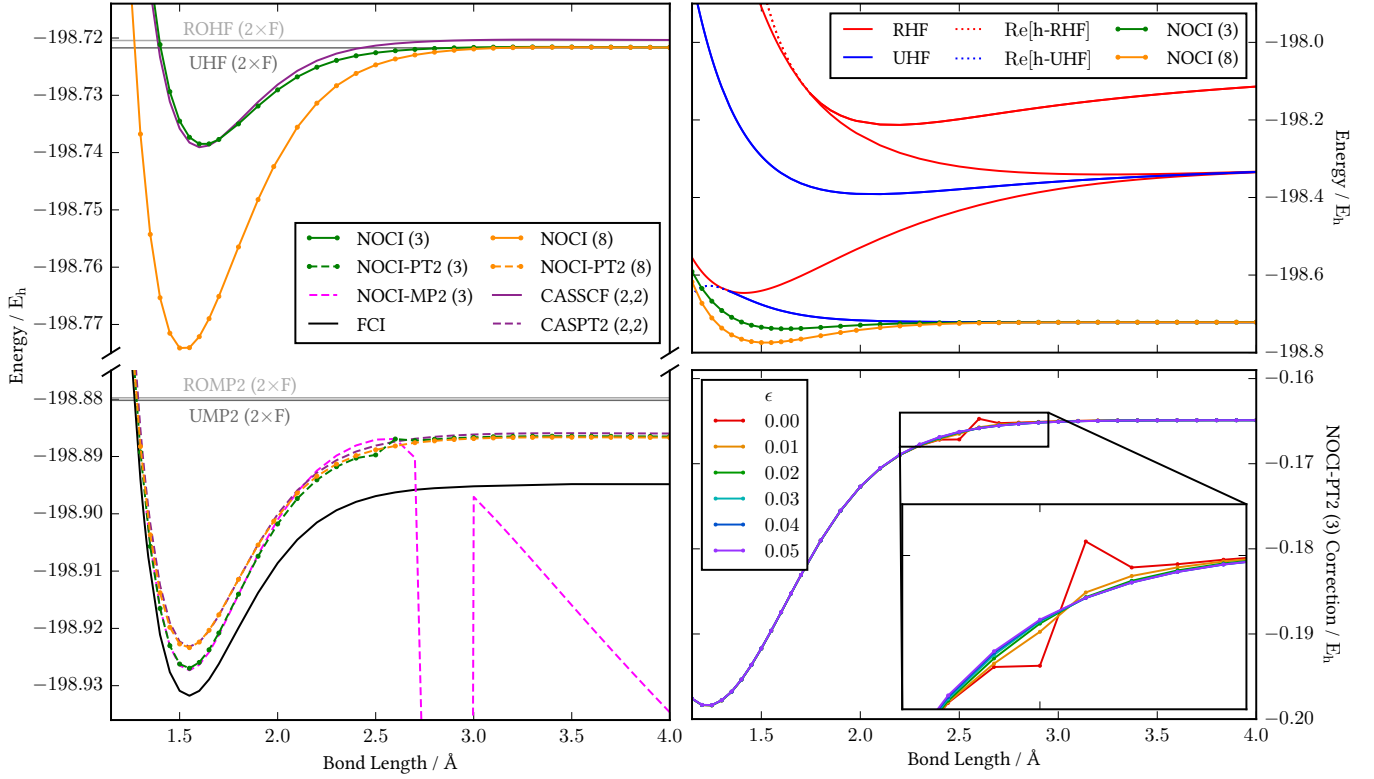 −198.72
−198.73
−198.74
−198.75
−198.76
−198.77
−198.88
−198.89
−198.90
−198.91
−198.92
−198.93
Energy / Eh
ROHF (2×F)
UHF (2×F)
NOCI (3)
NOCI-PT2 (3)
NOCI-MP2 (3)
FCI
NOCI (8)
NOCI-PT2 (8)
CASSCF (2,2)
CASPT2 (2,2)
ROMP2 (2×F)
UMP2 (2×F)
1.5
2.0
2.5
3.0
3.5
4.0
Bond Length / Å
RHF
UHF
Re[h-RHF]
Re[h-UHF]
NOCI (3)
NOCI (8)
−198.0
−198.2
−198.4
−198.6
−198.8
Energy / Eh
ϵ
0.00
0.01
0.02
0.03
0.04
0.05
−0.16
−0.17
−0.18
−0.19
−0.20
NOCI-PT2 (3) Correction / Eh
1.5
2.0
2.5
3.0
3.5
4.0
Bond Length / Å